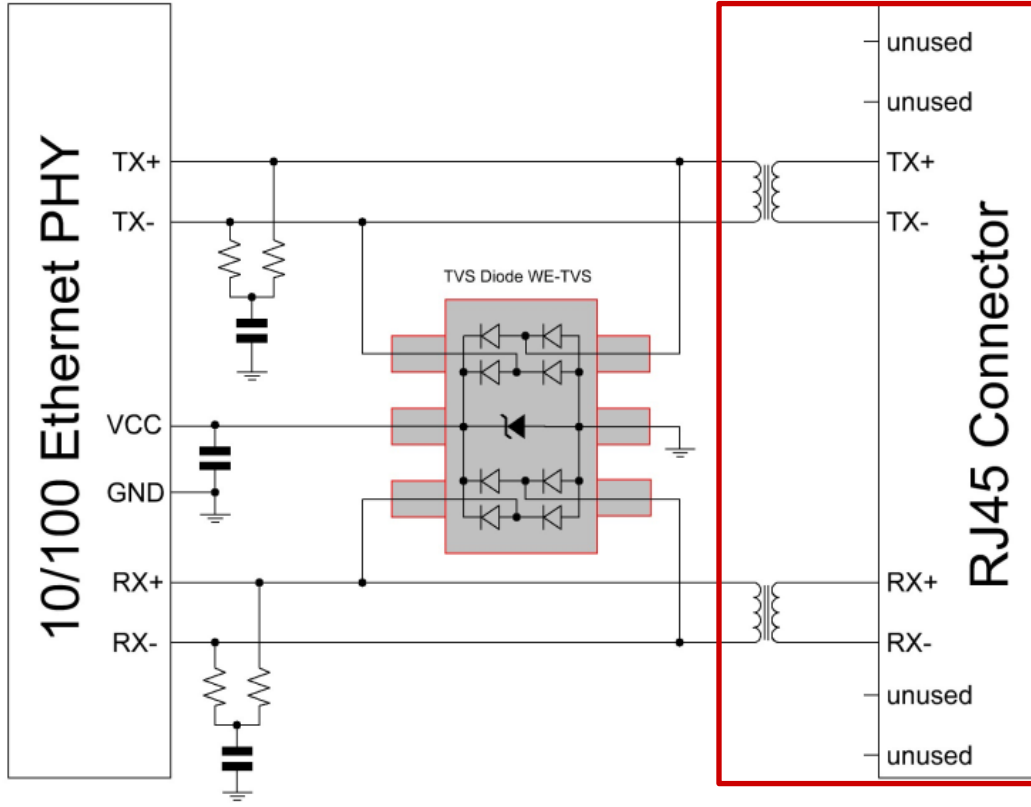 10/100 Ethernet PHY
TX+
TX-
VCC
GND
RX+
RX-
TVS Diode WE-TVS
unused
unused
TX+
TX-
RX+
RX-
unused
unused
RJ45 Connector